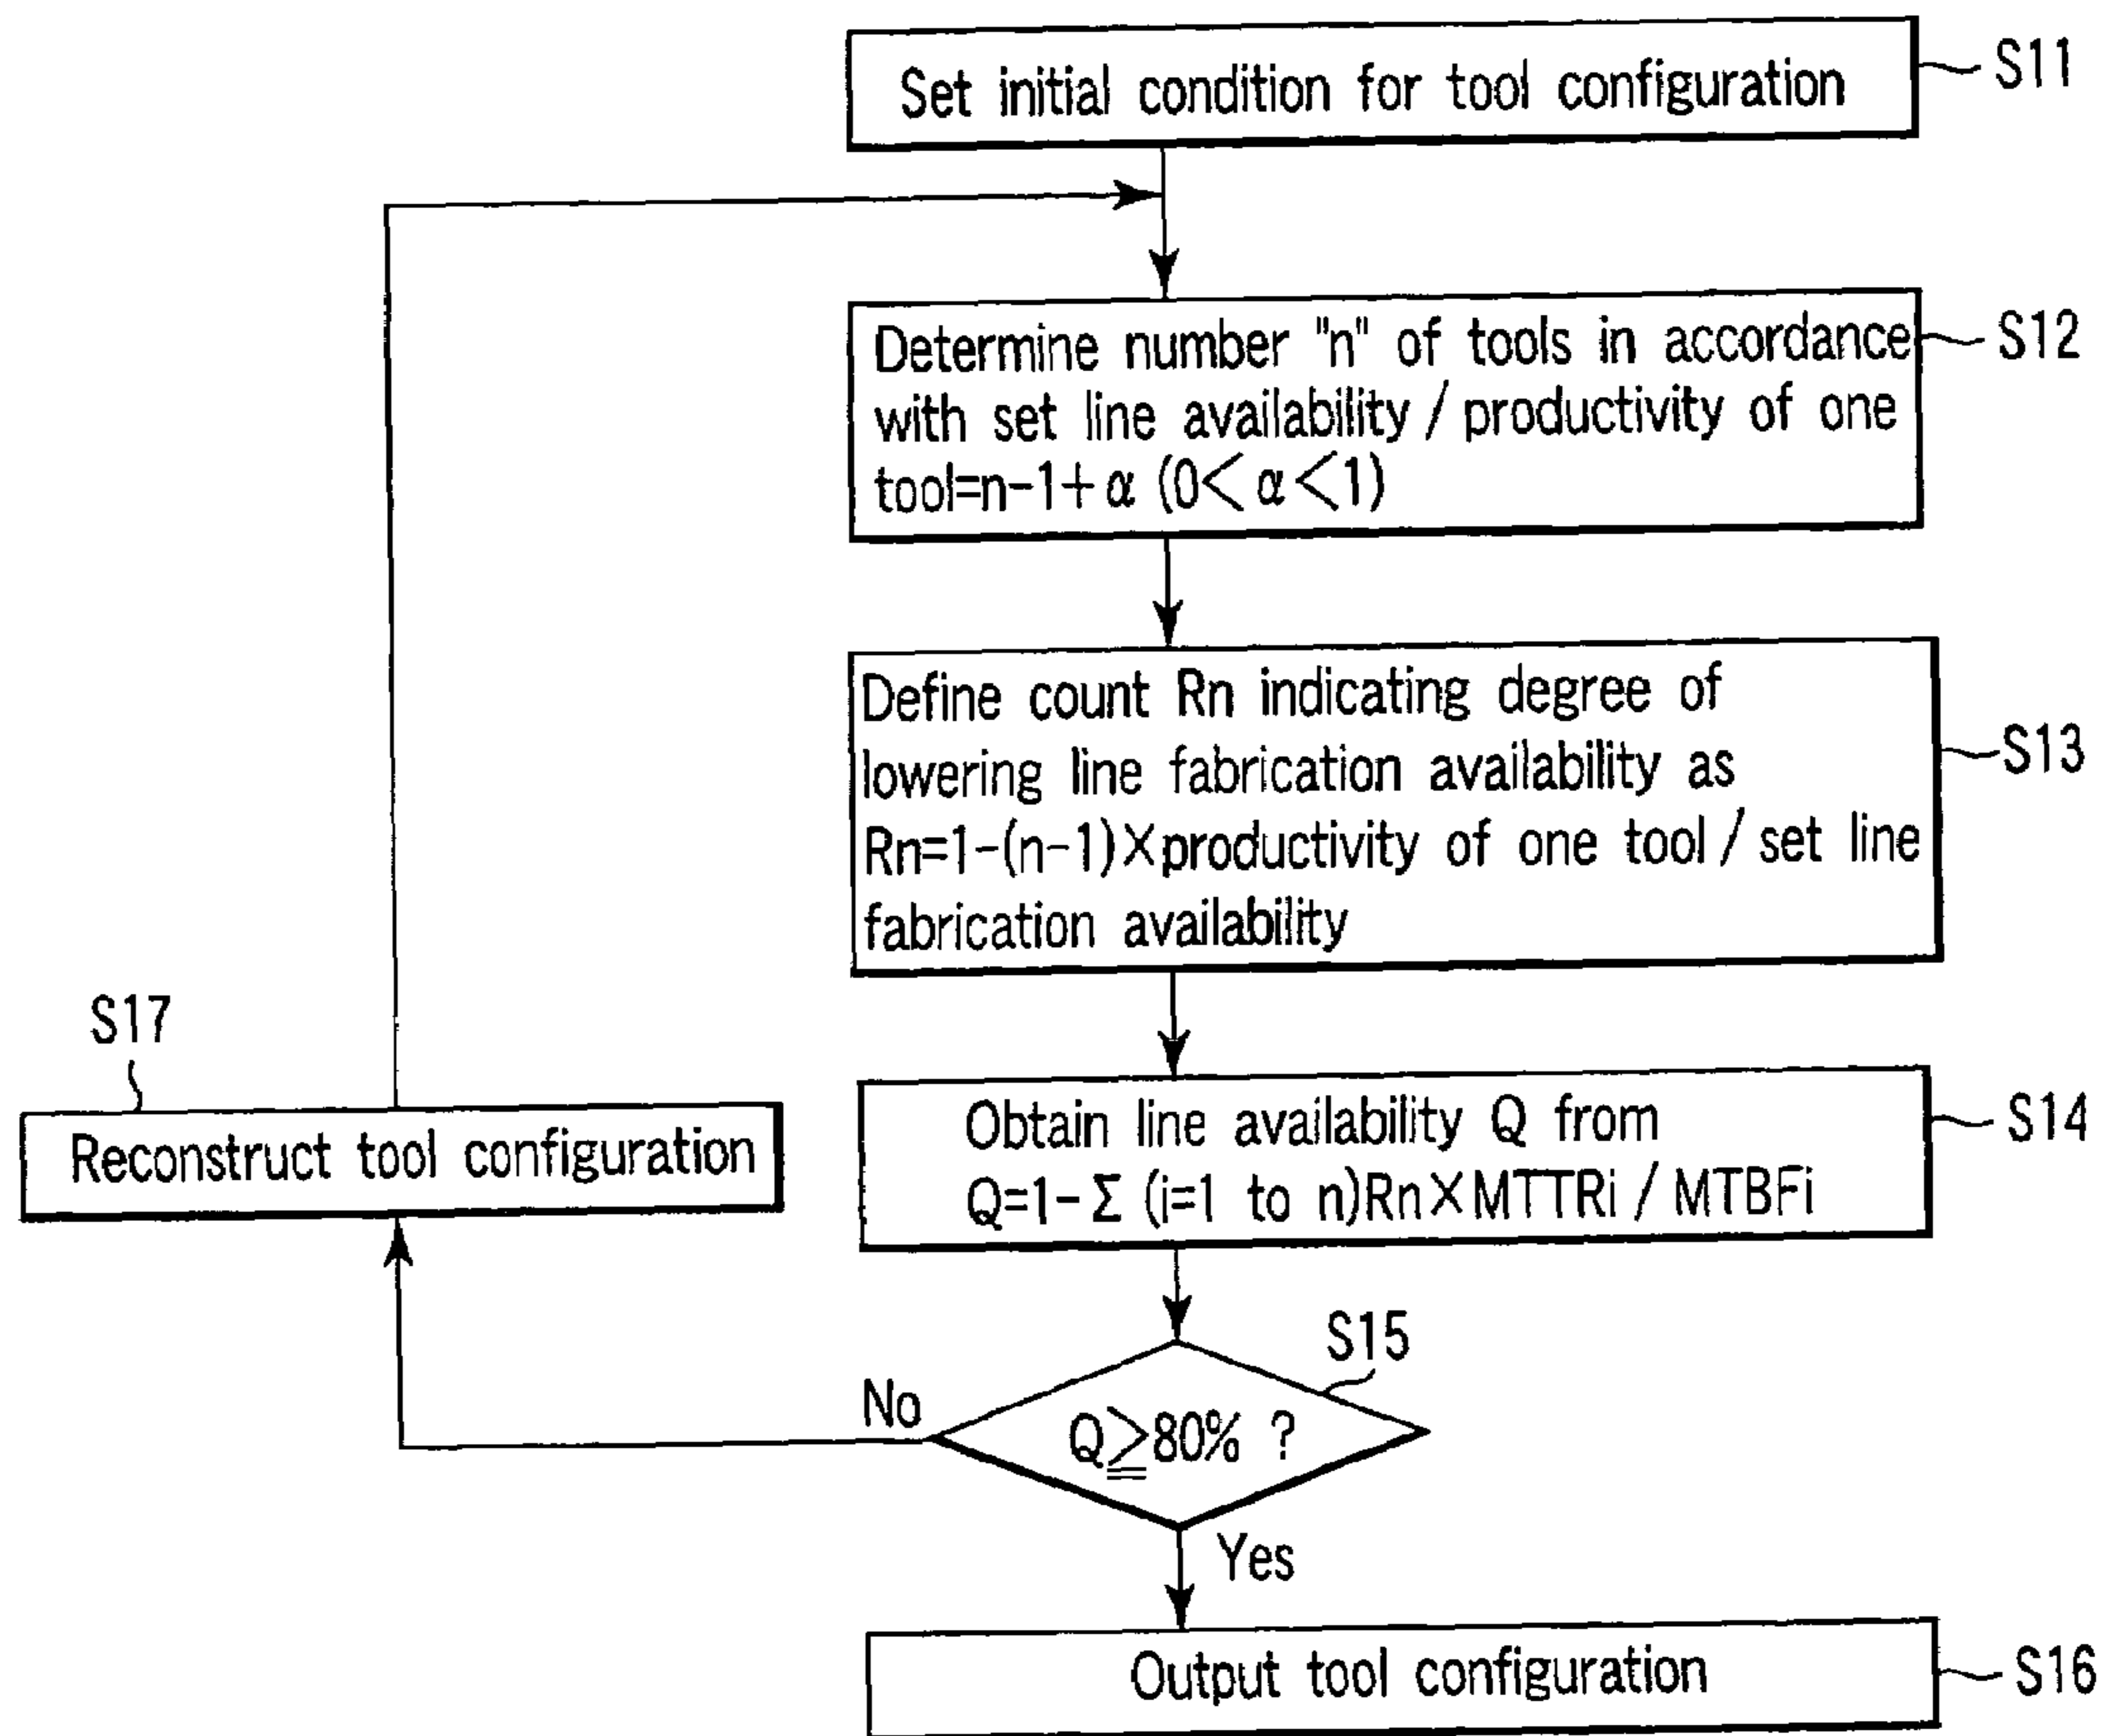 Set initial condition for tool configuration
S11
Determine number "n" of tools in accordance
with set line availability / productivity of one
tool=n-1+α (0<α<1)
S12
Define count Rn indicating degree of
lowering line fabrication availability as
Rn=1-(n-1)×productivity of one tool / set line
fabrication availability
S13
S17
Reconstruct tool configuration
Obtain line availability Q from
Q=1-Σ (i=1 to n)Rn×MTTRi / MTBFi
S14
S15
No
Q≧80% ?
Yes
Output tool configuration
S16